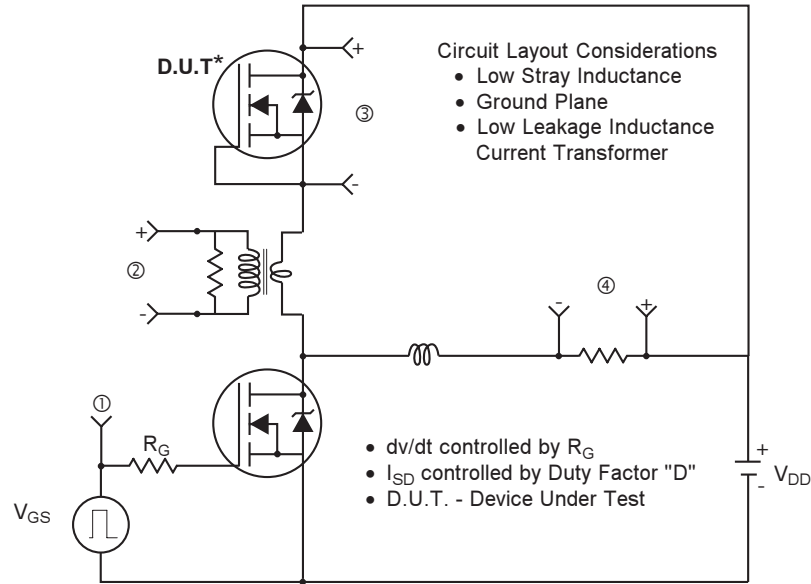 D.U.T*
+
Circuit Layout Considerations
• Low Stray Inductance
• Ground Plane
• Low Leakage Inductance
Current Transformer
③
-
+
②
-
④
- +
①
R_G
• dv/dt controlled by R_G
• I_SD controlled by Duty Factor "D"
• D.U.T. - Device Under Test
+
V_DD
-
V_GS